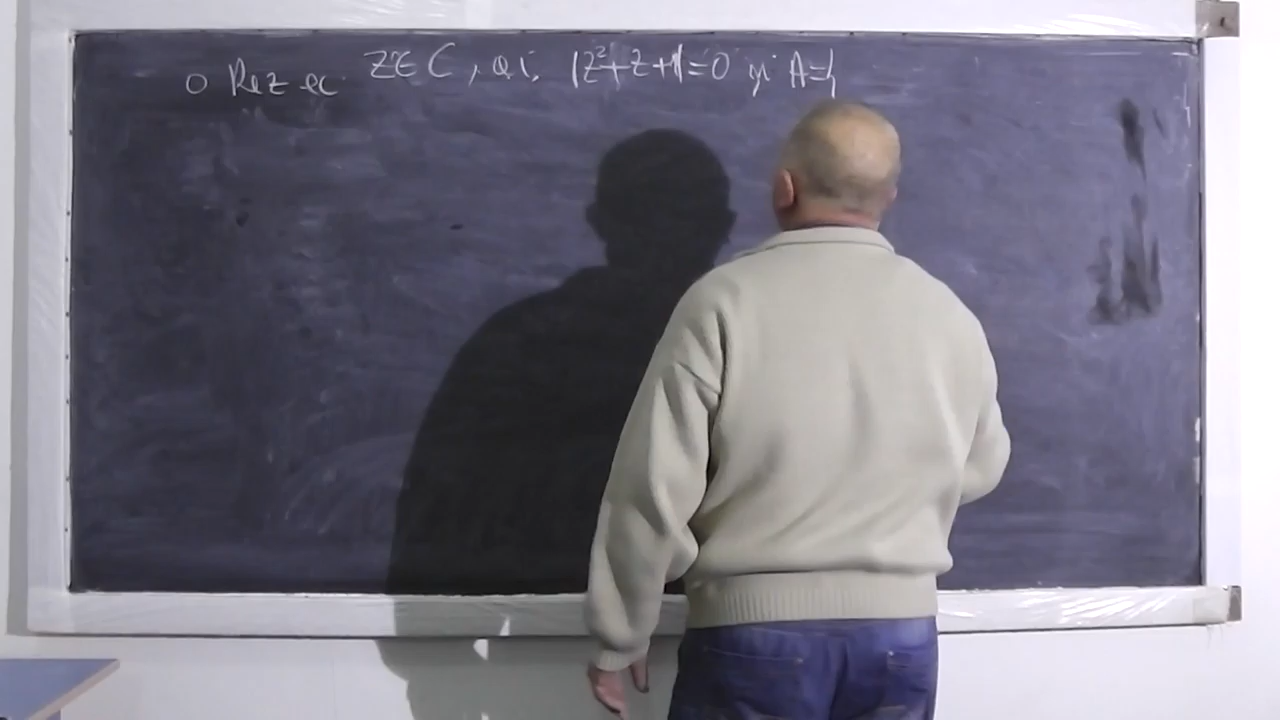 o Rez ec z ∈ C, a.i. |z²+z+1|=0 și A={